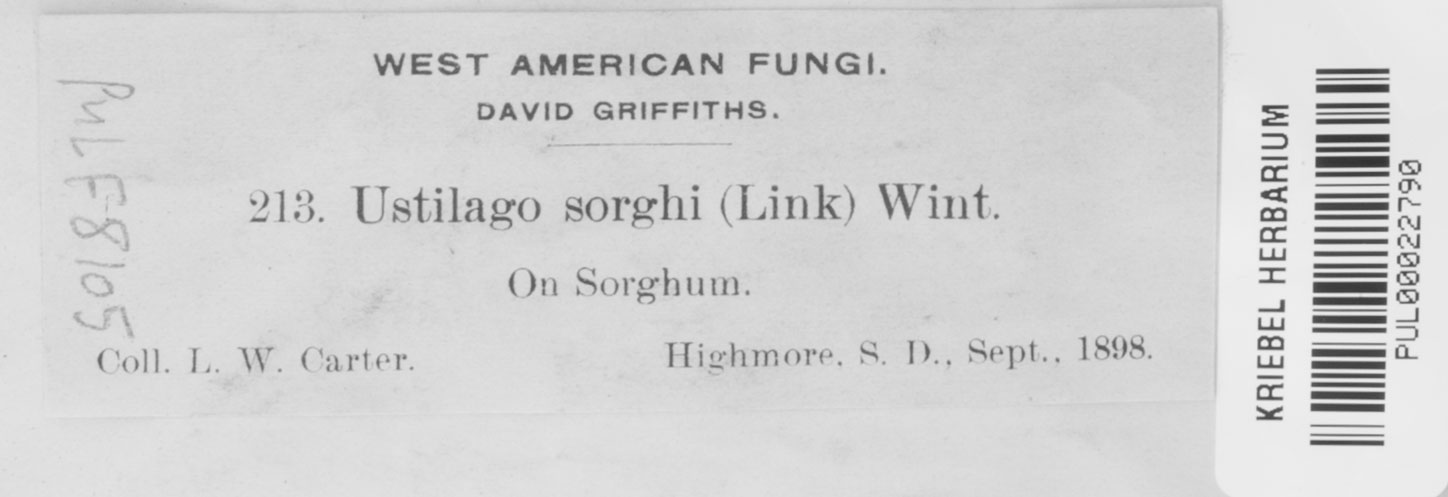 WEST AMERICAN FUNGI.
DAVID GRIFFITHS.
213. Ustilago sorghi (Link) Wint.
On Sorghum.
Coll. L. W. Carter.
Highmore, S. D., Sept., 1898.
PUL F8105
KRIEBEL HERBARIUM
PUL00022790